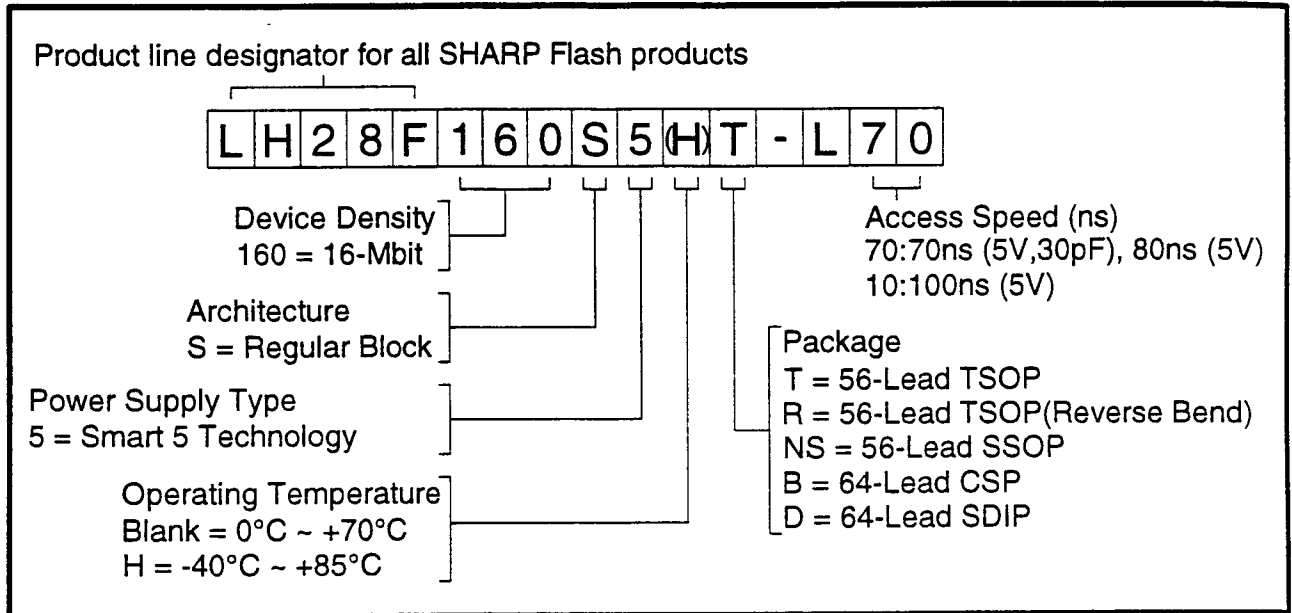 Product line designator for all SHARP Flash products
LH28F160S5(H)T-L70
Device Density
160 = 16-Mbit
Architecture
S = Regular Block
Power Supply Type
5 = Smart 5 Technology
Operating Temperature
Blank = 0°C ~ +70°C
H = -40°C ~ +85°C
Access Speed (ns)
70:70ns (5V,30pF), 80ns (5V)
10:100ns (5V)
Package
T = 56-Lead TSOP
R = 56-Lead TSOP(Reverse Bend)
NS = 56-Lead SSOP
B = 64-Lead CSP
D = 64-Lead SDIP